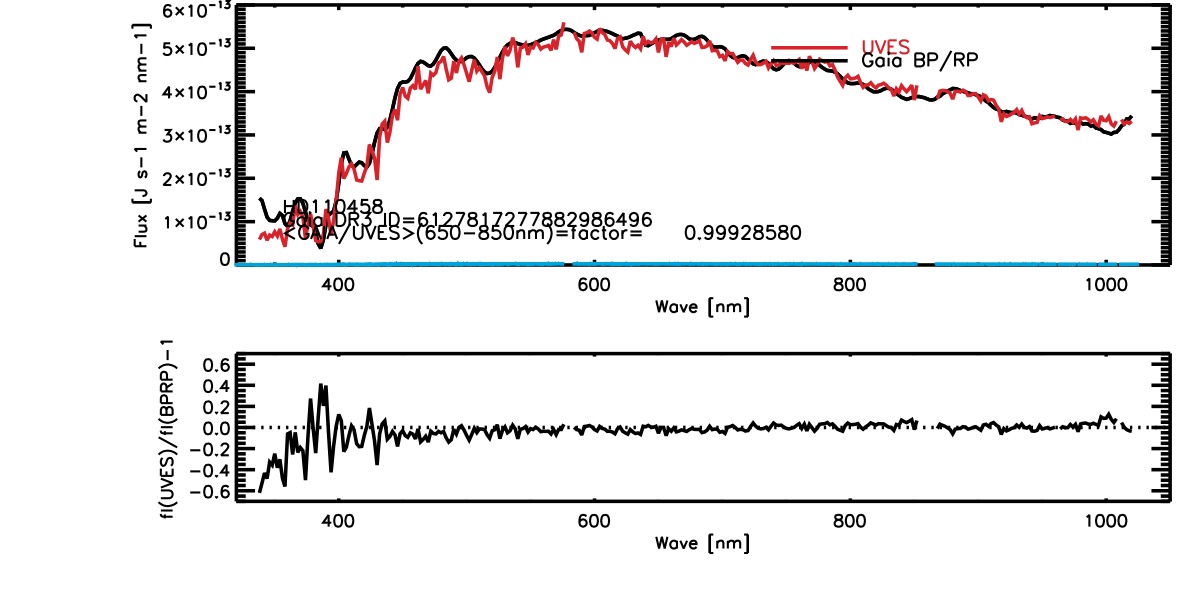 6×10-13
5×10-13
4×10-13
3×10-13
2×10-13
1×10-13
0
Flux [J s-1 m-2 nm-1]
UVES
Gaia BP/RP
HD110458
Gaia DR3 ID=6127817277882986496
<GAIA/UVES>(650-850nm)=factor= 0.99928580
400 600 800 1000
Wave [nm]
0.6
0.4
0.2
0.0
-0.2
-0.4
-0.6
fl(UVES)/fl(BPRP)-1
400 600 800 1000
Wave [nm]